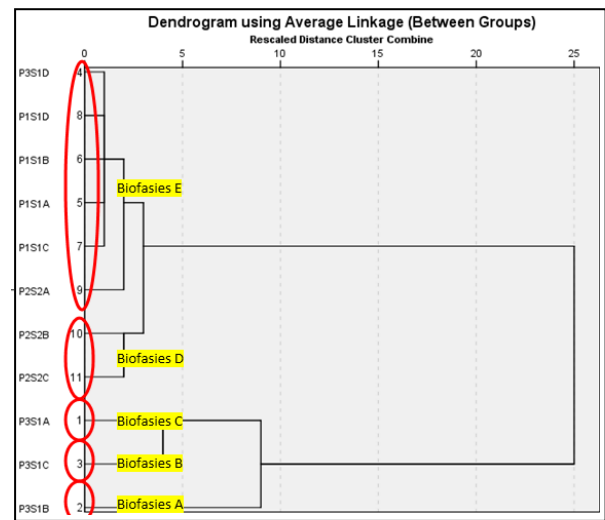 Dendrogram using Average Linkage (Between Groups)
Rescaled Distance Cluster Combine
0 5 10 15 20 25
P3S1D 4
P1S1D 8
P1S1B 6
Biofasies E
P1S1A 5
P1S1C 7
P2S2A 9
P2S2B 10
Biofasies D
P2S2C 11
P3S1A 1 Biofasies C
P3S1C 3 Biofasies B
P3S1B 2 Biofasies A